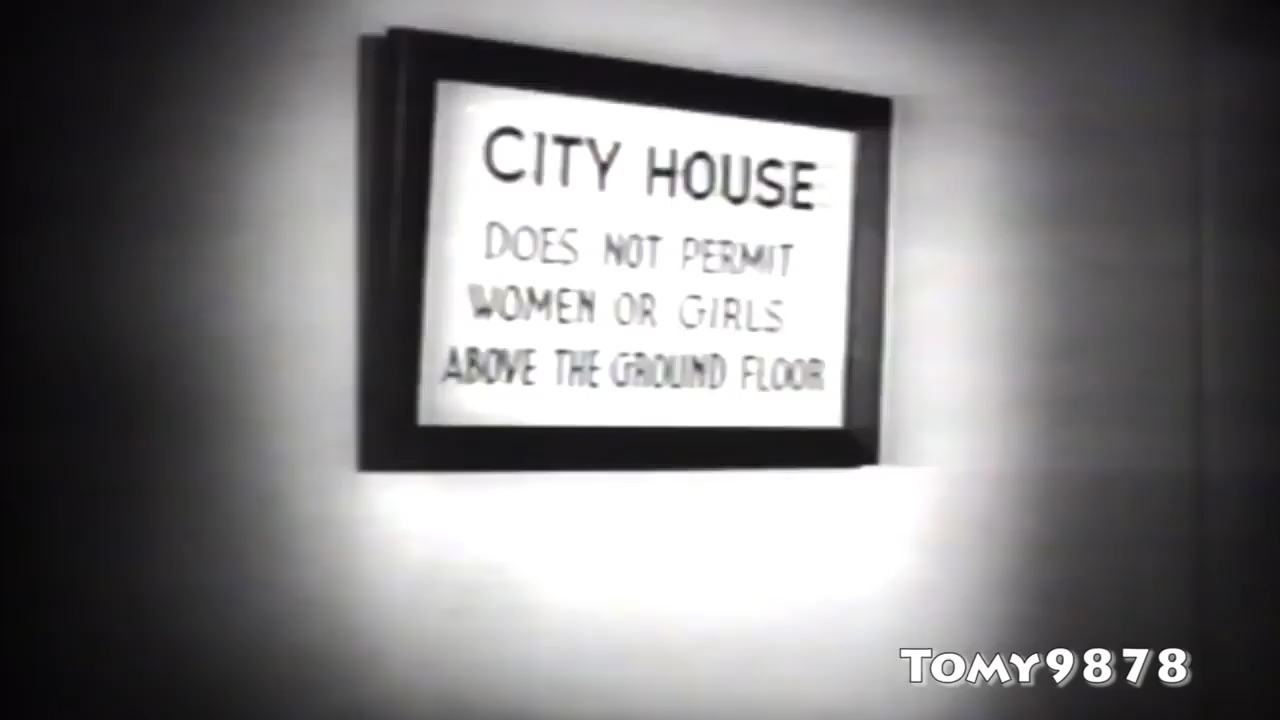 CITY HOUSE
DOES NOT PERMIT
WOMEN OR GIRLS
ABOVE THE GROUND FLOOR
Tomy9878